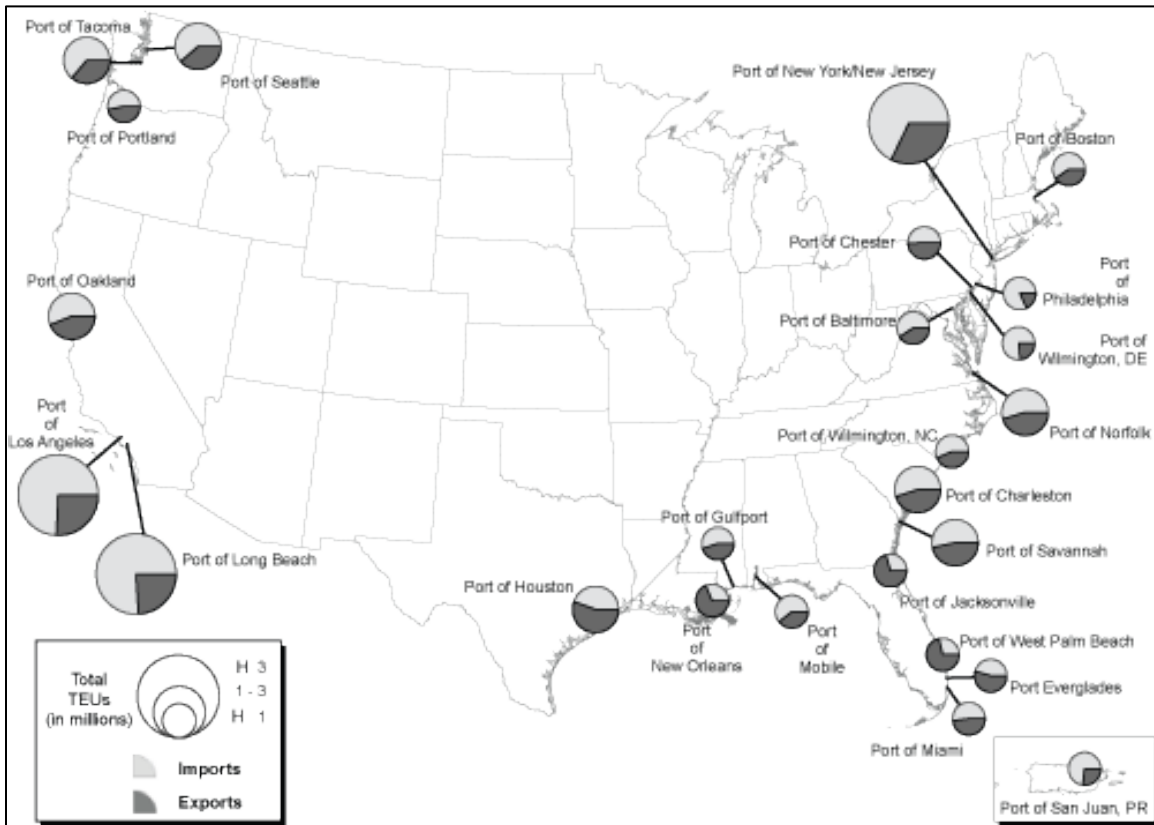 Port of Tacoma
Port of Seattle
Port of Portland
Port of New York/New Jersey
Port of Boston
Port of Chester
Port
of
Philadelphia
Port of Oakland
Port of Baltimore
Port of
Wilmington, DE
Port
of
Los Angeles
Port of Norfolk
Port of Wilmington, NC
Port of Charleston
Port of Gulfport
Port of Long Beach
Port of Savannah
Port of Houston
Port of Jacksonville
Port
of
New Orleans
Port
of
Mobile
Port of West Palm Beach
Port Everglades
Port of Miami
Port of San Juan, PR
Total
TEUs
(in millions)
H 3
1 - 3
H 1
Imports
Exports